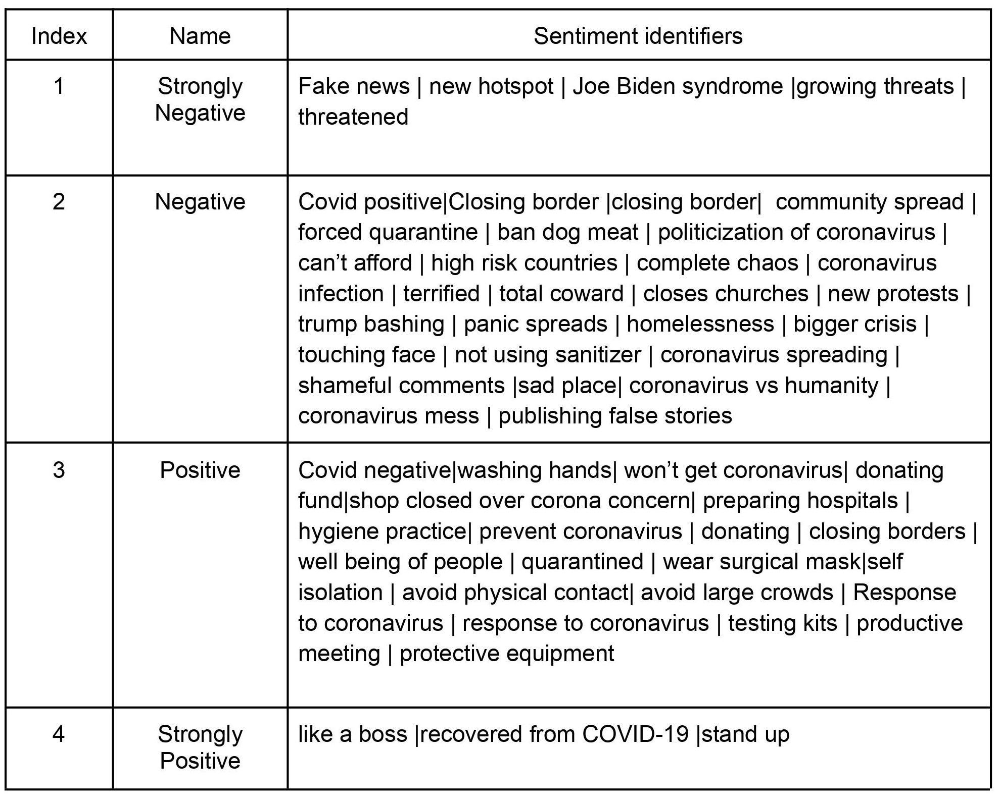 Index Name Sentiment identifiers
1 Strongly Negative Fake news | new hotspot | Joe Biden syndrome |growing threats |
threatened
2 Negative Covid positive|Closing border |closing border|  community spread |
forced quarantine | ban dog meat | politicization of coronavirus |
can’t afford | high risk countries | complete chaos | coronavirus
infection | terrified | total coward | closes churches | new protests |
trump bashing | panic spreads | homelessness | bigger crisis |
touching face | not using sanitizer | coronavirus spreading |
shameful comments |sad place| coronavirus vs humanity |
coronavirus mess | publishing false stories
3 Positive Covid negative|washing hands| won’t get coronavirus| donating
fund|shop closed over corona concern| preparing hospitals |
hygiene practice| prevent coronavirus | donating | closing borders |
well being of people | quarantined | wear surgical mask|self
isolation | avoid physical contact| avoid large crowds | Response
to coronavirus | response to coronavirus | testing kits | productive
meeting | protective equipment
4 Strongly Positive like a boss |recovered from COVID-19 |stand up